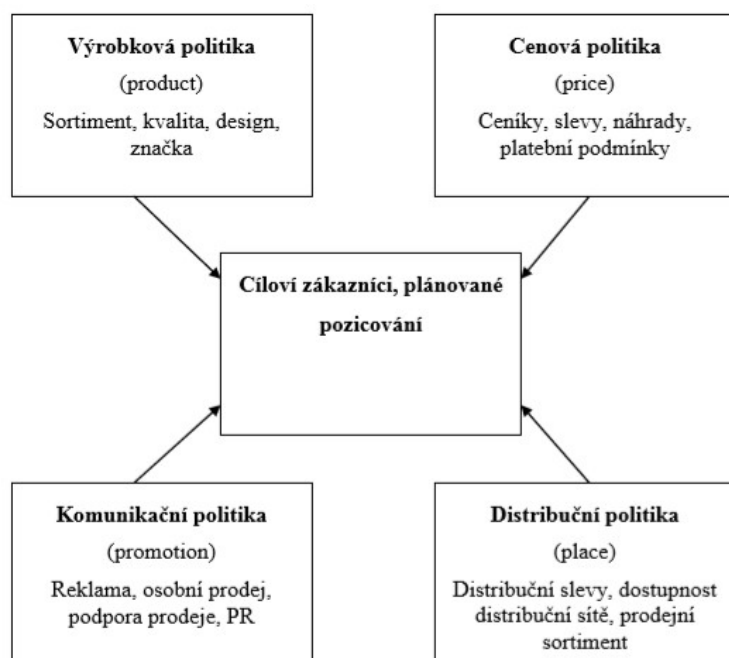 Výrobková politika
(product)
Sortiment, kvalita, design,
značka
Cenová politika
(price)
Ceníky, slevy, náhrady,
platební podmínky
Cíloví zákazníci, plánované
pozicování
Komunikační politika
(promotion)
Reklama, osobní prodej,
podpora prodeje, PR
Distribuční politika
(place)
Distribuční slevy, dostupnost
distribuční sítě, prodejní
sortiment